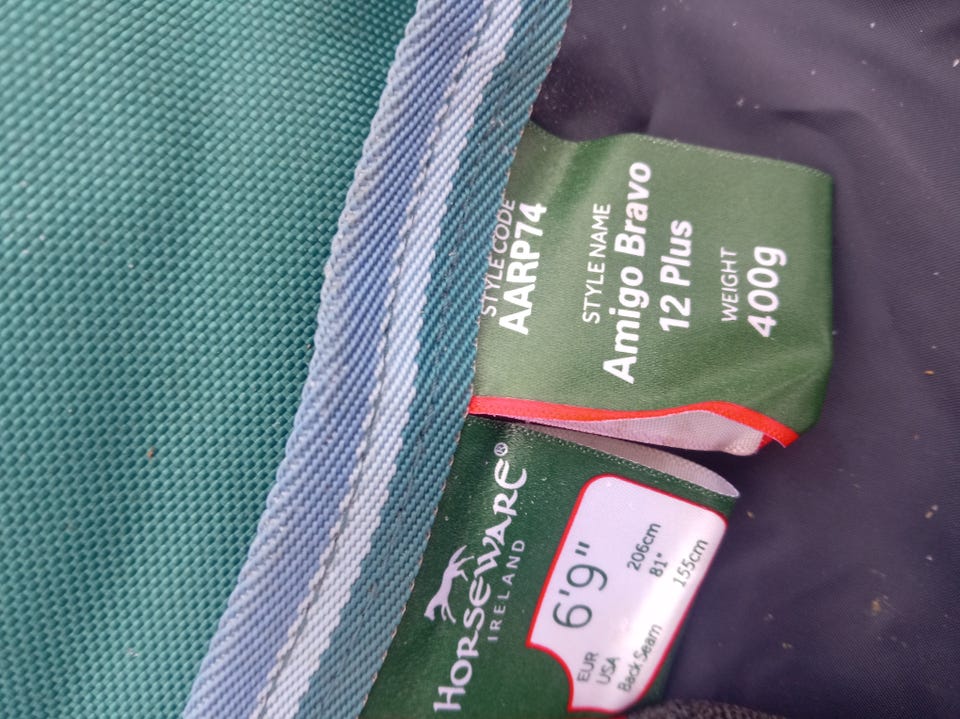 STYLE CODE
AARP74
STYLE NAME
Amigo Bravo
12 Plus
WEIGHT
400g
HORSEWARE®
IRELAND
6'9"
EUR 206cm
USA 81"
Back Seam 155cm